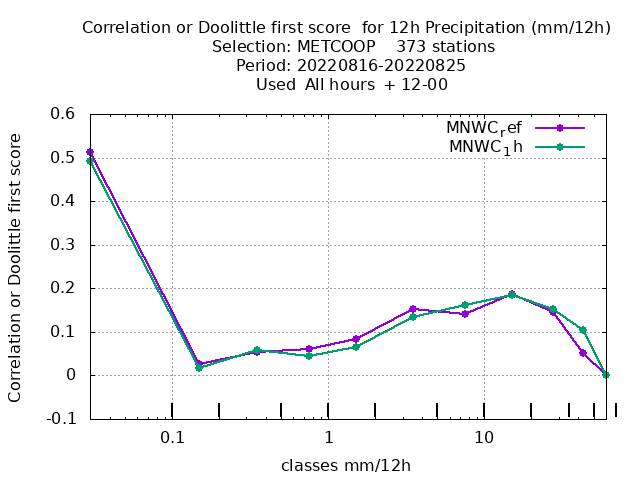 Correlation or Doolittle first score  for 12h Precipitation (mm/12h)
Selection: METCOOP    373 stations
Period: 20220816-20220825
Used  All hours  + 12-00
MNWC_ref
MNWC_1h
Correlation or Doolittle first score
0.6
0.5
0.4
0.3
0.2
0.1
0
-0.1
0.1 1 10
classes mm/12h